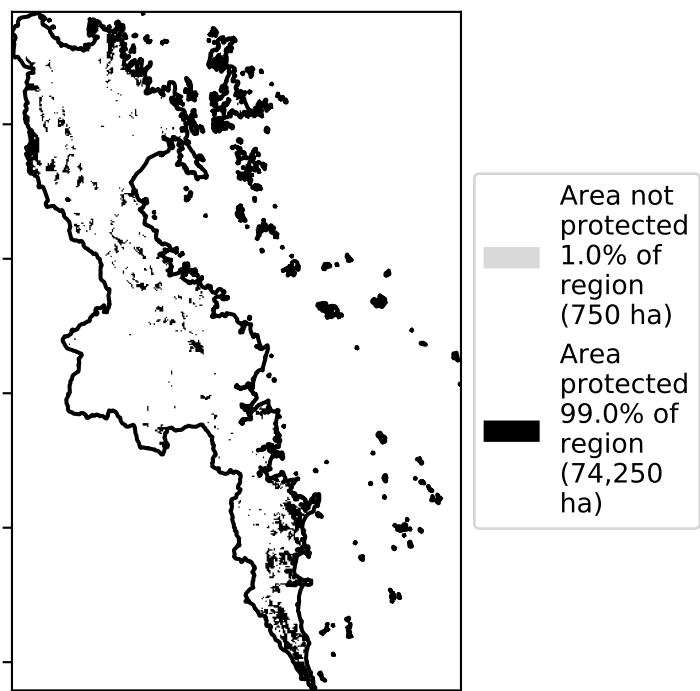 Area not
protected
1.0% of
region
(750 ha)
Area
protected
99.0% of
region
(74,250
ha)